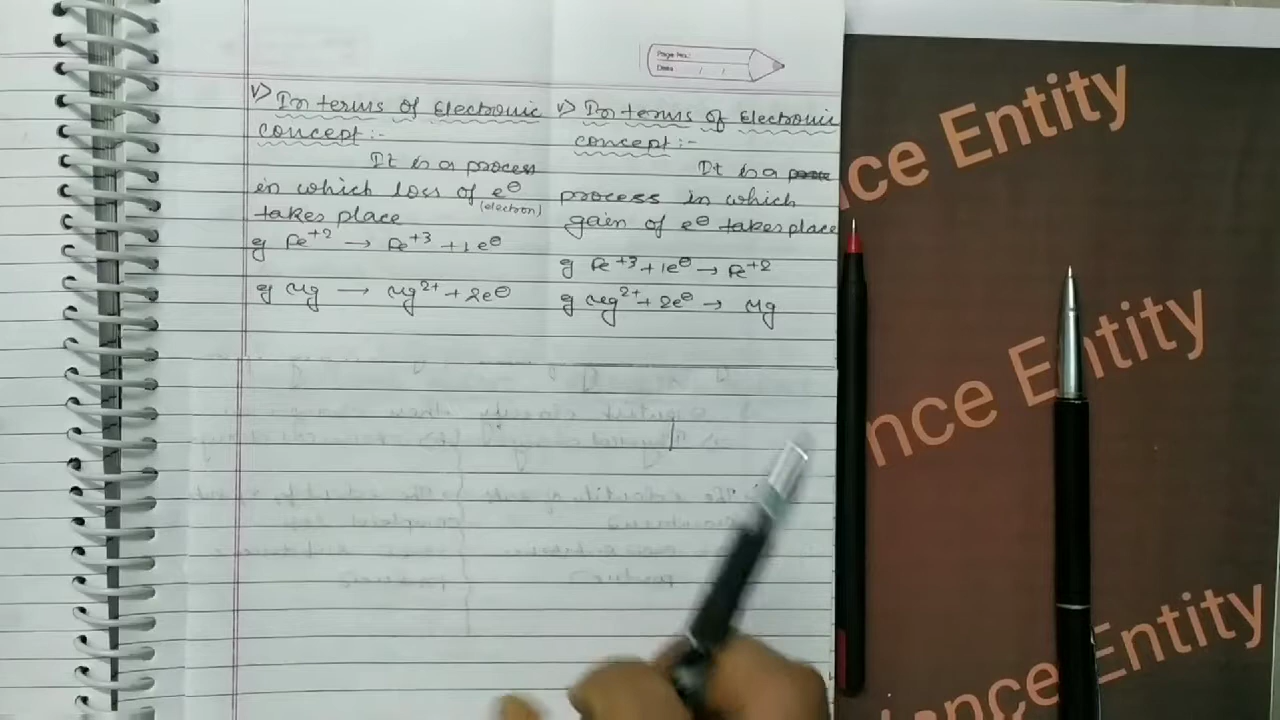 Page No.:
Date: / /
v) In terms of Electronic
concept:-
It is a process
in which loss of e⊖
(electron)
takes place
eg Fe+2 → Fe+3 + 1e⊖
eg Mg → Mg2+ + 2e⊖
v) In terms of Electronic
concept:-
It is a
process in which
gain of e⊖ takes place
eg Fe+3 + 1e⊖ → Fe+2
eg Mg2+ + 2e⊖ → Mg
nce Entity
nce Entity
ance Entity